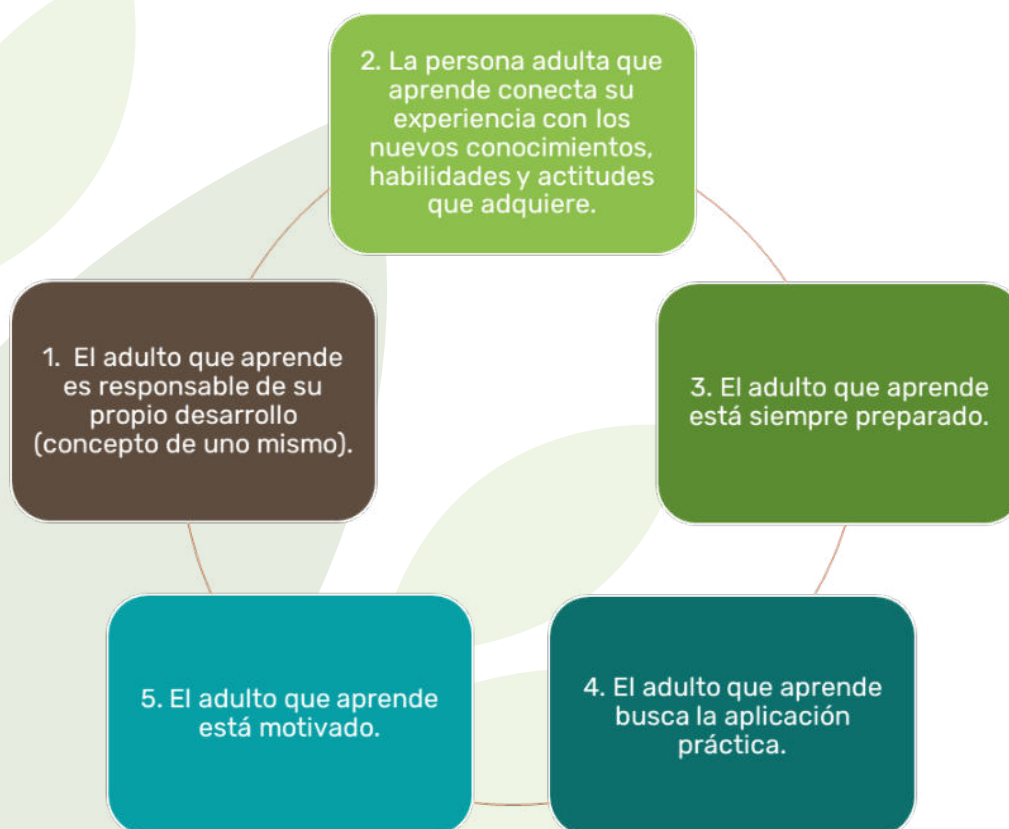 2. La persona adulta que
aprende conecta su
experiencia con los
nuevos conocimientos,
habilidades y actitudes
que adquiere.
1. El adulto que aprende
es responsable de su
propio desarrollo
(concepto de uno mismo).
3. El adulto que aprende
está siempre preparado.
5. El adulto que aprende
está motivado.
4. El adulto que aprende
busca la aplicación
práctica.